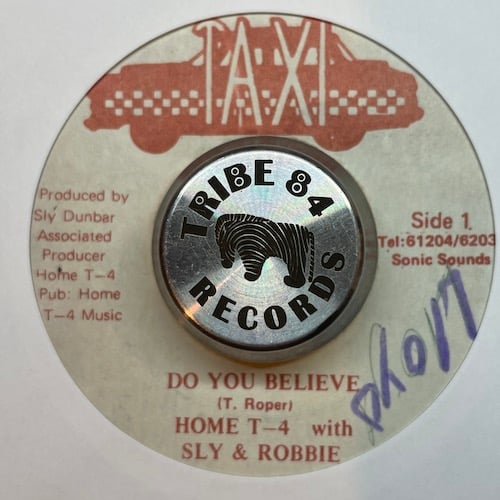 TAXI
TRIBE 84
RECORDS
Produced by
Sly Dunbar
Associated
Producer
Home T-4
Pub: Home
T-4 Music
Side 1
Tel:61204/6203
Sonic Sounds
DO YOU BELIEVE
(T. Roper)
HOME T-4 with
SLY & ROBBIE